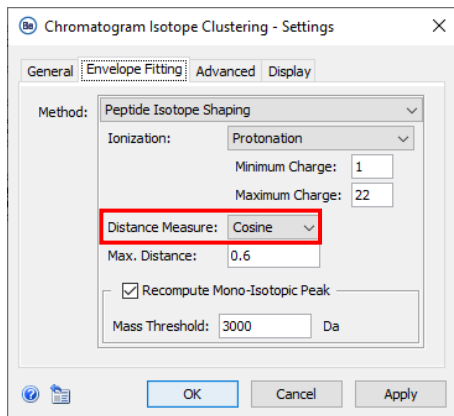 Be Chromatogram Isotope Clustering - Settings
General Envelope Fitting Advanced Display
Method: Peptide Isotope Shaping
Ionization: Protonation
Minimum Charge: 1
Maximum Charge: 22
Distance Measure: Cosine
Max. Distance: 0.6
Recompute Mono-Isotopic Peak
Mass Threshold: 3000 Da
OK Cancel Apply